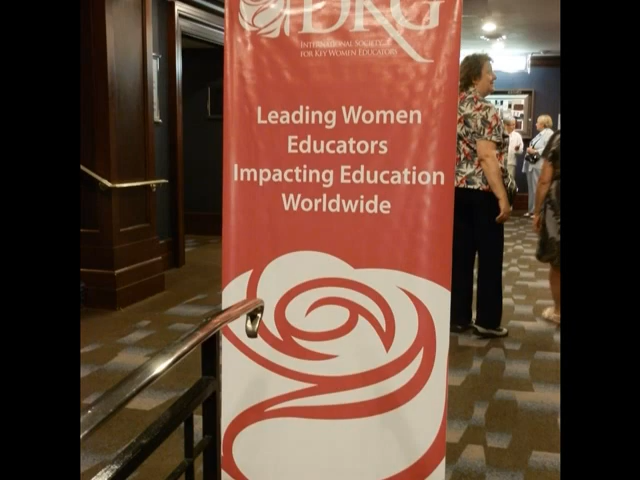 DKG
INTERNATIONAL SOCIETY
FOR KEY WOMEN EDUCATORS
Leading Women
Educators
Impacting Education
Worldwide